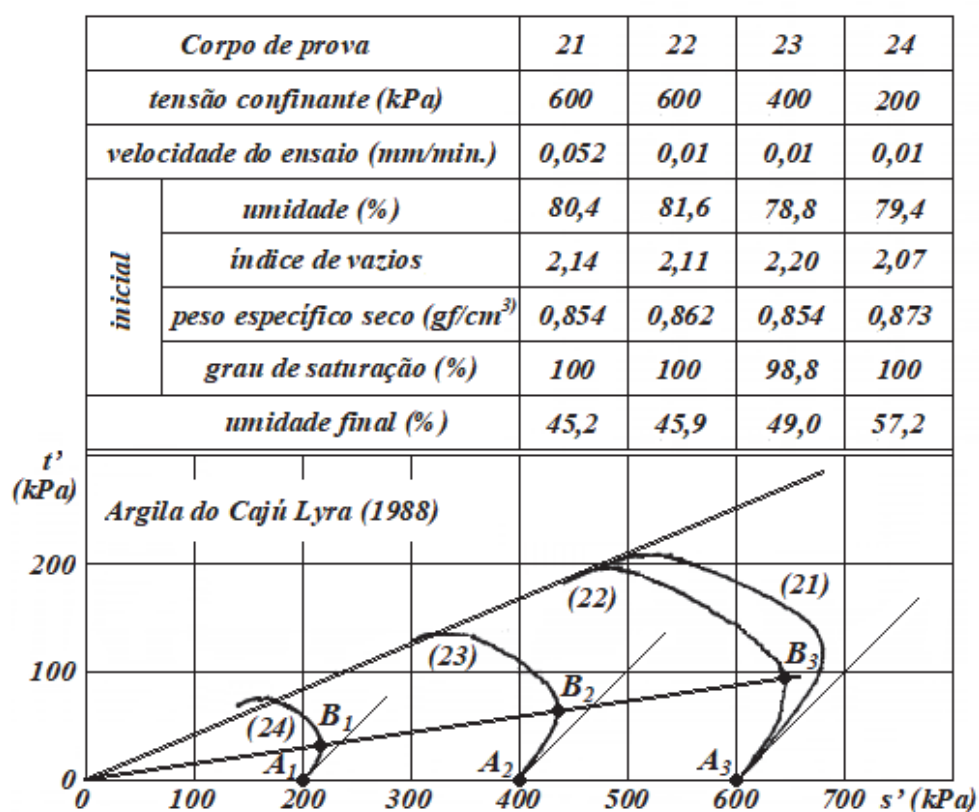 Corpo de prova 21 22 23 24
tensão confinante (kPa) 600 600 400 200
velocidade do ensaio (mm/min.) 0,052 0,01 0,01 0,01
inicial
umidade (%) 80,4 81,6 78,8 79,4
índice de vazios 2,14 2,11 2,20 2,07
peso específico seco (gf/cm³) 0,854 0,862 0,854 0,873
grau de saturação (%) 100 100 98,8 100
umidade final (%) 45,2 45,9 49,0 57,2
t'
(kPa)
Argila do Cajú Lyra (1988)
200
(22) (21)
(23)
100 B₃
B₂
(24) B₁
A₁ A₂ A₃
0
0 100 200 300 400 500 600 700 s' (kPa)